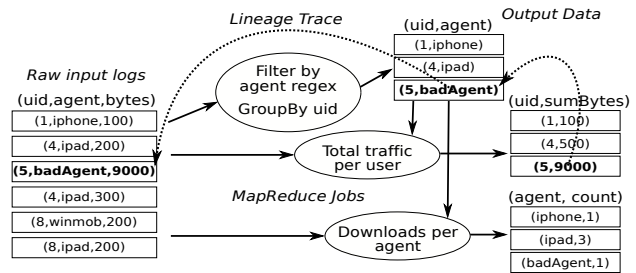 Lineage Trace
Output Data
(uid,agent)
(1,iphone)
(4,ipad)
(5,badAgent)
Raw input logs
(uid,agent,bytes)
(1,iphone,100)
(4,ipad,200)
(5,badAgent,9000)
(4,ipad,300)
(8,winmob,200)
(8,ipad,200)
Filter by
agent regex
GroupBy uid
Total traffic
per user
MapReduce Jobs
Downloads per
agent
(uid,sumBytes)
(1,100)
(4,500)
(5,9000)
(agent, count)
(iphone,1)
(ipad,3)
(badAgent,1)